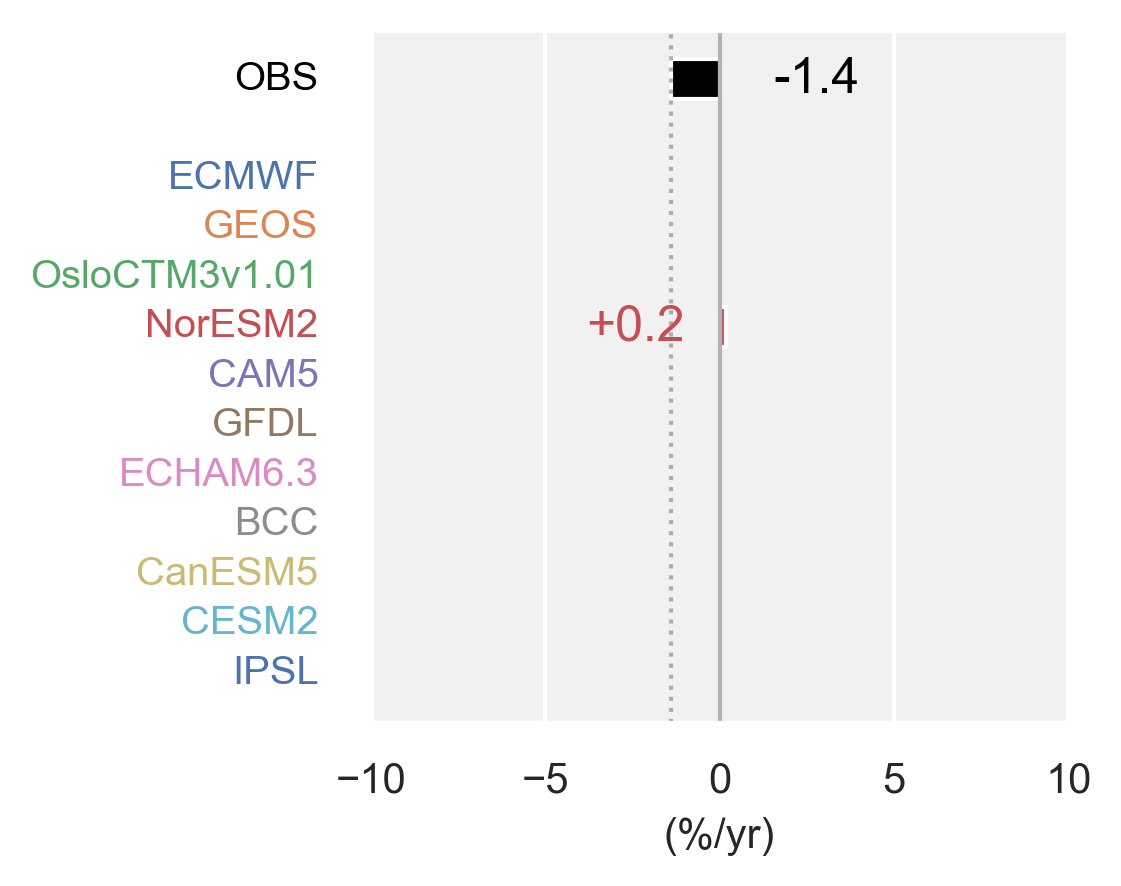 OBS -1.4
ECMWF
GEOS
OsloCTM3v1.01
NorESM2 +0.2
CAM5
GFDL
ECHAM6.3
BCC
CanESM5
CESM2
IPSL
−10 −5 0 5 10
(%/yr)